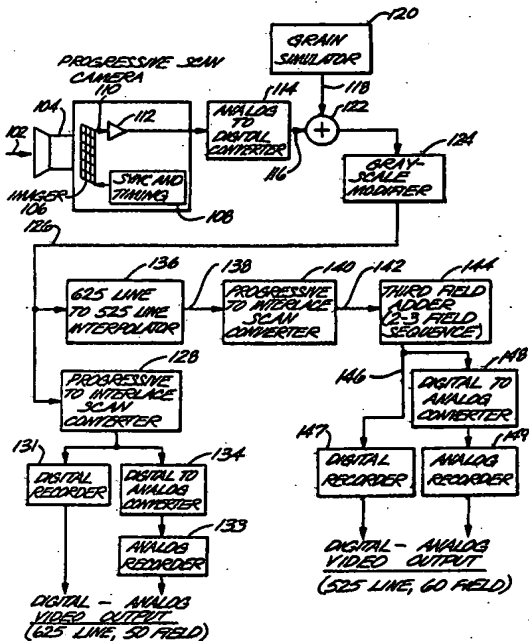 120
GRAIN
SIMULATOR
PROGRESSIVE SCAN
CAMERA
110
104
112
114
118
102
ANALOG
TO
DIGITAL
CONVERTER
122
+
124
116
IMAGER
106
SYNC AND
TIMING
108
GRAY-
SCALE
MODIFIER
126
136
138
140
142
144
625 LINE
TO 525 LINE
INTERPOLATOR
PROGRESSIVE
TO INTERLACE
SCAN
CONVERTER
THIRD FIELD
ADDER
(2-3 FIELD
SEQUENCE)
128
146
148
PROGRESSIVE
TO INTERLACE
SCAN
CONVERTER
DIGITAL TO
ANALOG
CONVERTER
131
134
147
149
DIGITAL
RECORDER
DIGITAL TO
ANALOG
CONVERTER
DIGITAL
RECORDER
ANALOG
RECORDER
133
ANALOG
RECORDER
DIGITAL - ANALOG
VIDEO OUTPUT
(525 LINE, 60 FIELD)
DIGITAL - ANALOG
VIDEO OUTPUT
(625 LINE, 50 FIELD)